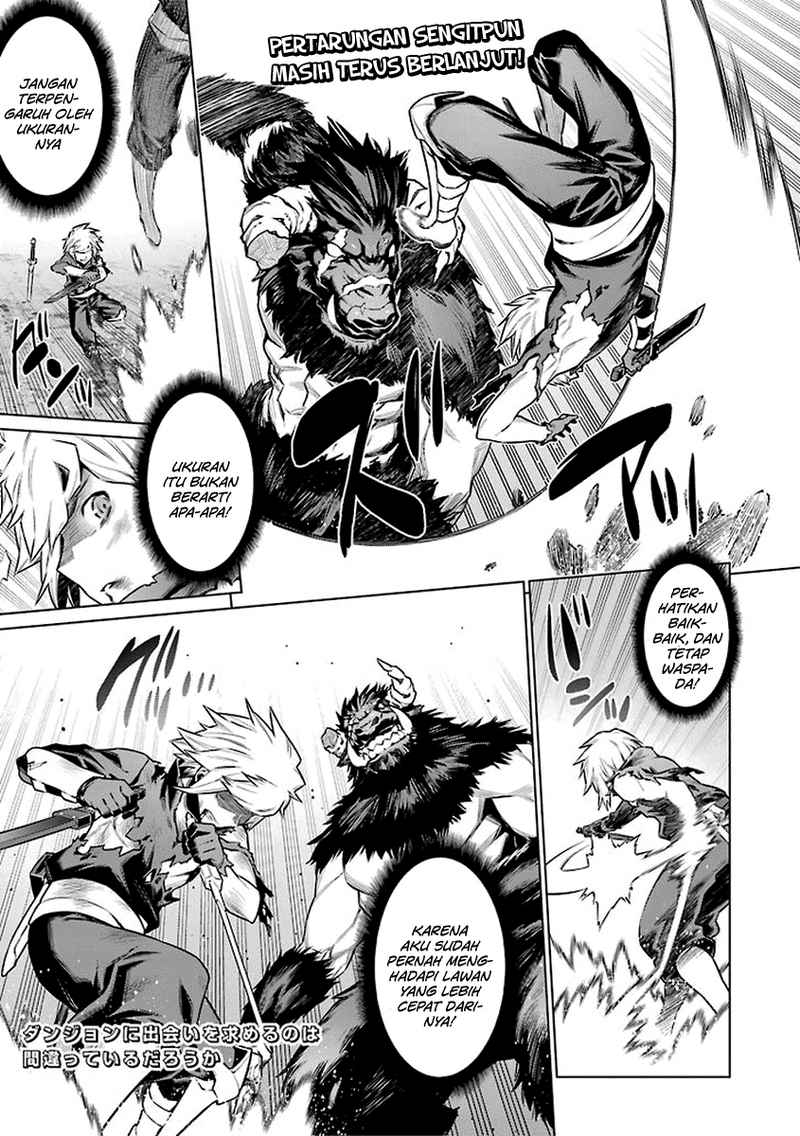 PERTARUNGAN SENGITPUN
MASIH TERUS BERLANJUT!
JANGAN
TERPEN-
GARUH OLEH
UKURAN-
NYA
UKURAN
ITU BUKAN
BERARTI
APA-APA!
PER-
HATIKAN
BAIK-
BAIK, DAN
TETAP
WASPA-
DA!
KARENA
AKU SUDAH
PERNAH MENG-
HADAPI LAWAN
YANG LEBIH
CEPAT DARI-
NYA!
ダンジョンに出会いを求めるのは
間違っているだろうか